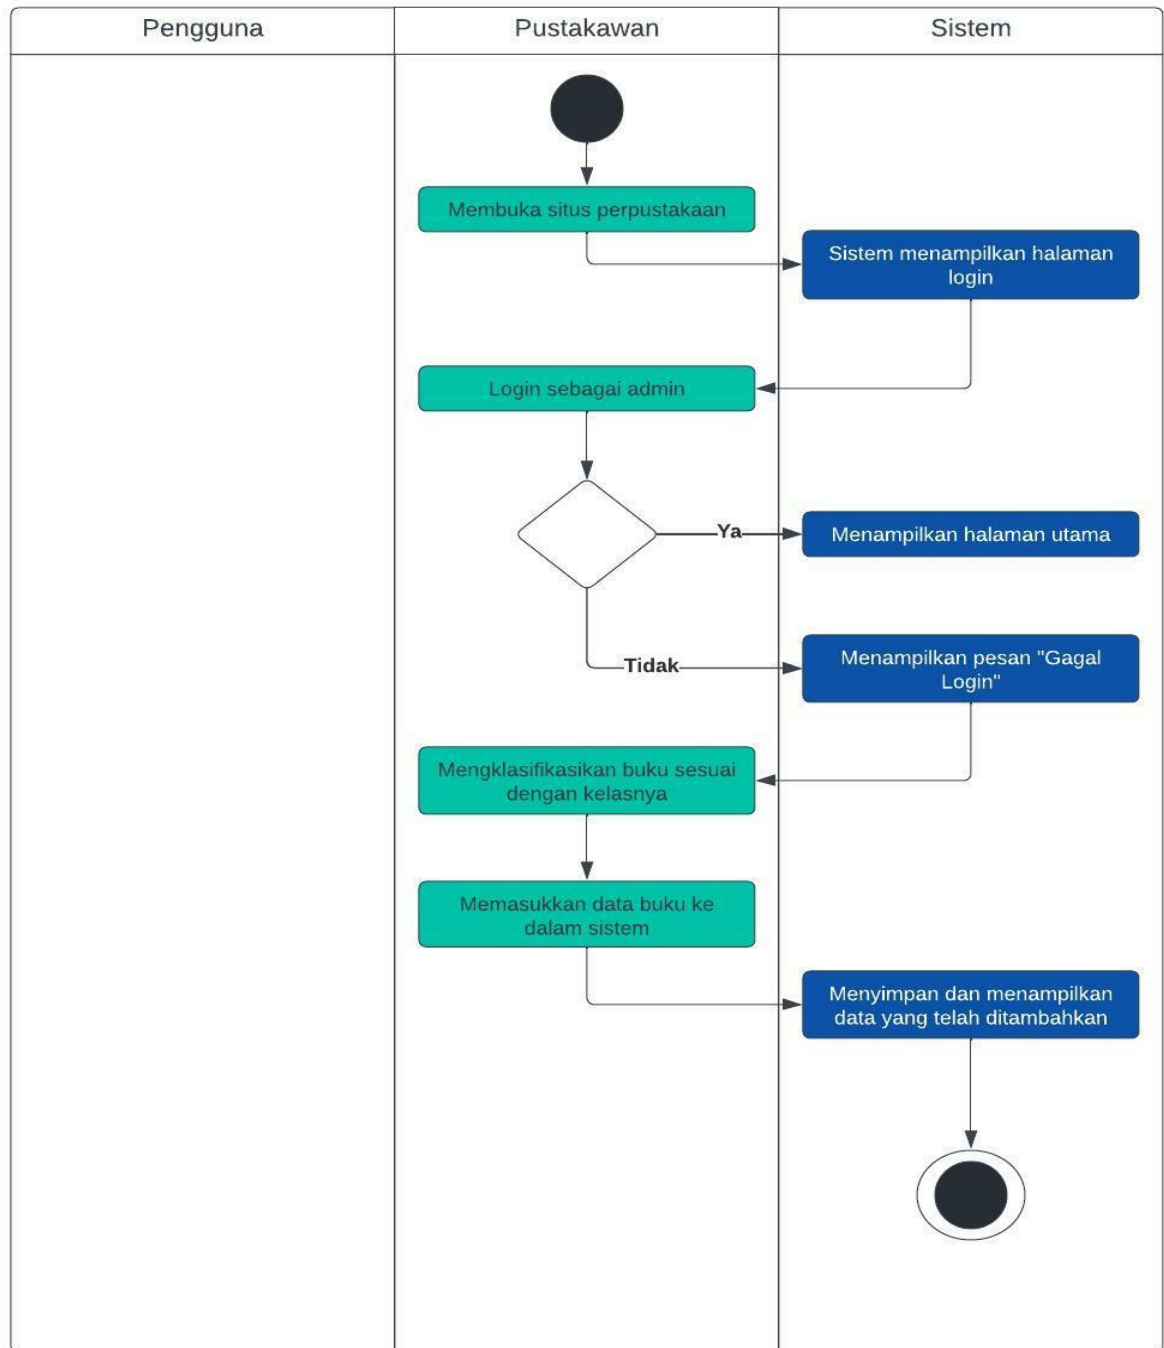 Pengguna
Pustakawan
Sistem
Membuka situs perpustakaan
Sistem menampilkan halaman
login
Login sebagai admin
Ya
Menampilkan halaman utama
Tidak
Menampilkan pesan "Gagal
Login"
Mengklasifikasikan buku sesuai
dengan kelasnya
Memasukkan data buku ke
dalam sistem
Menyimpan dan menampilkan
data yang telah ditambahkan